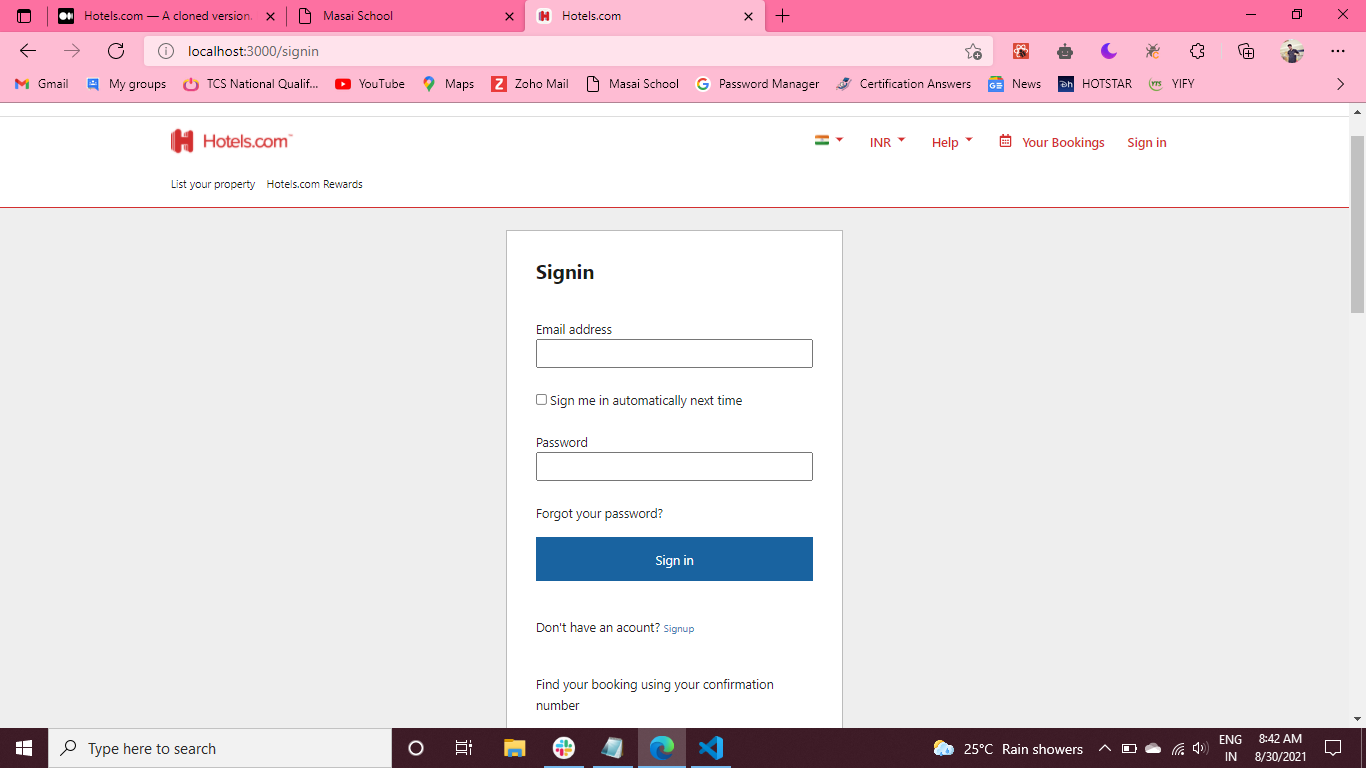 Hotels.com — A cloned version.
Masai School
Hotels.com
localhost:3000/signin
Gmail
My groups
TCS National Qualif...
YouTube
Maps
Zoho Mail
Masai School
Password Manager
Certification Answers
News
HOTSTAR
YIFY
Hotels.com™
INR
Help
Your Bookings
Sign in
List your property
Hotels.com Rewards
Signin
Email address
Sign me in automatically next time
Password
Forgot your password?
Sign in
Don't have an acount? Signup
Find your booking using your confirmation
number
Type here to search
25°C Rain showers
ENG
IN
8:42 AM
8/30/2021